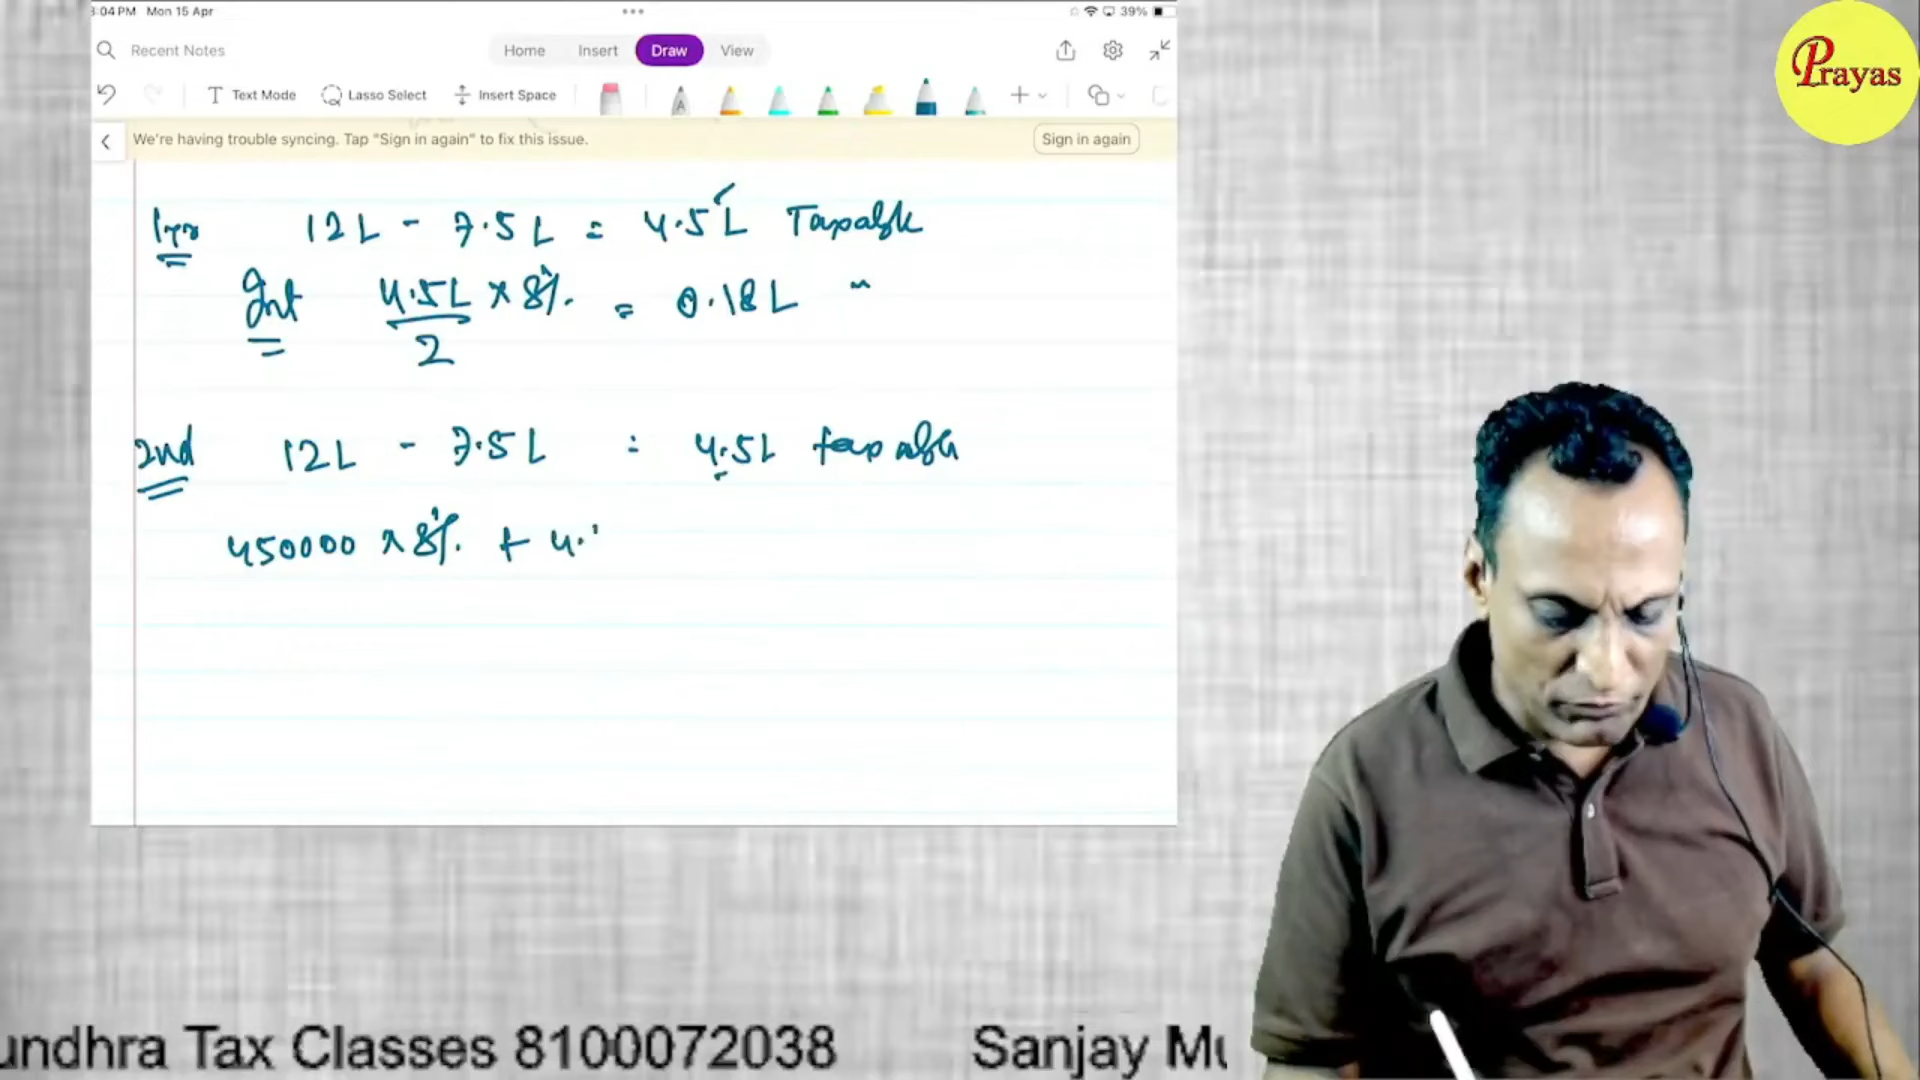 :04 PM Mon 15 Apr 39%
Recent Notes Home Insert Draw View
Text Mode Lasso Select Insert Space
We're having trouble syncing. Tap "Sign in again" to fix this issue. Sign in again
12L - 7.5L = 4.5L Taxable
Int 4.5L/2 x 8% = 0.18L "
2nd 12L - 7.5L = 4.5L taxable
450000 x 8% + 4.
Prayas
undhra Tax Classes 8100072038 Sanjay Mu